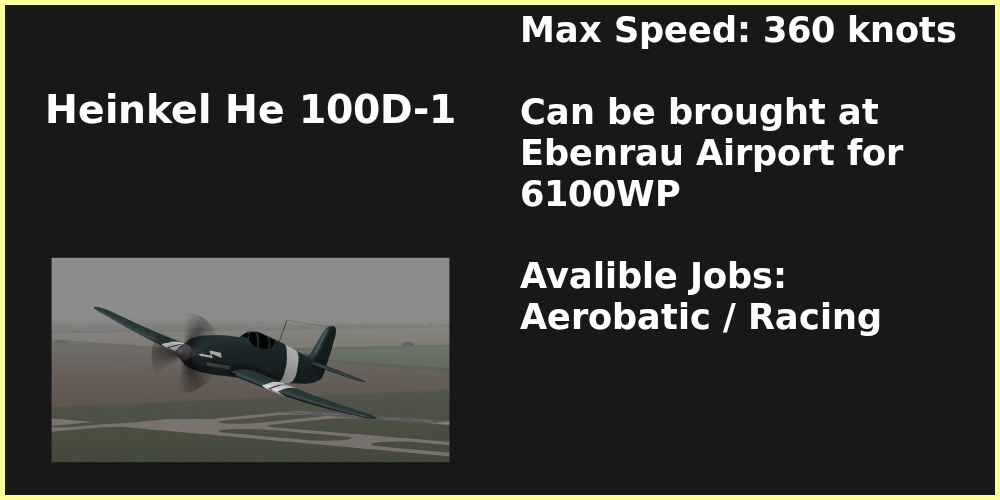 Heinkel He 100D-1
Max Speed: 360 knots
Can be brought at
Ebenrau Airport for
6100WP
Avalible Jobs:
Aerobatic / Racing